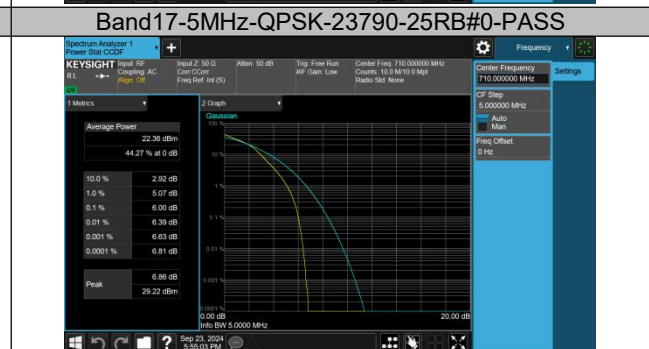 Band17-5MHz-QPSK-23790-25RB#0-PASS
Spectrum Analyzer 1
Power Stat CCDF
Frequency
KEYSIGHT
Input: RF
Coupling: AC
Align: Off
Input Z: 50 Ω
Corr CCorr
Freq Ref: Int (S)
Atten: 50 dB
Trig: Free Run
#IF Gain: Low
Center Freq: 710.000000 MHz
Counts: 10.0 M/10.0 Mpt
Radio Std: None
R L
Center Frequency
710.000000 MHz
Settings
CF Step
5.000000 MHz
Auto
Man
Freq Offset
0 Hz
1 Metrics
2 Graph
Average Power
22.36 dBm
44.27 % at 0 dB
10.0 % 2.92 dB
1.0 % 5.07 dB
0.1 % 6.00 dB
0.01 % 6.39 dB
0.001 % 6.63 dB
0.0001 % 6.81 dB
Peak
6.86 dB
29.22 dBm
Gaussian
100 %
10 %
1 %
0.1 %
0.01 %
0.001 %
0.0001 %
0.00 dB
20.00 dB
Info BW 5.0000 MHz
Sep 23, 2024
5:55:03 PM